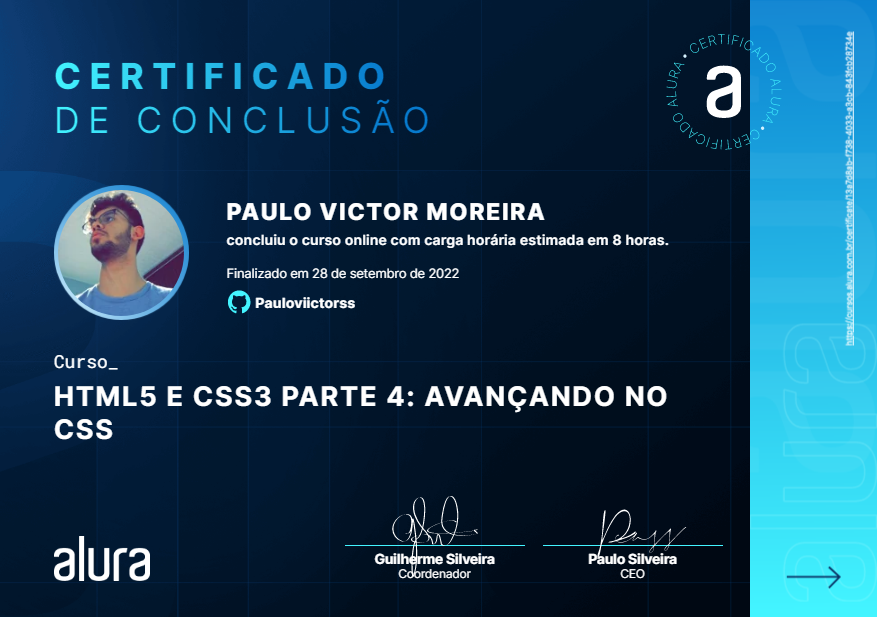 CERTIFICADO
DE CONCLUSÃO
CERTIFICADO ALURA • CERTIFICADO ALURA •
a
PAULO VICTOR MOREIRA
concluiu o curso online com carga horária estimada em 8 horas.
Finalizado em 28 de setembro de 2022
Pauloviictorss
Curso_
HTML5 E CSS3 PARTE 4: AVANÇANDO NO
CSS
alura
Guilherme Silveira
Coordenador
Paulo Silveira
CEO
alura